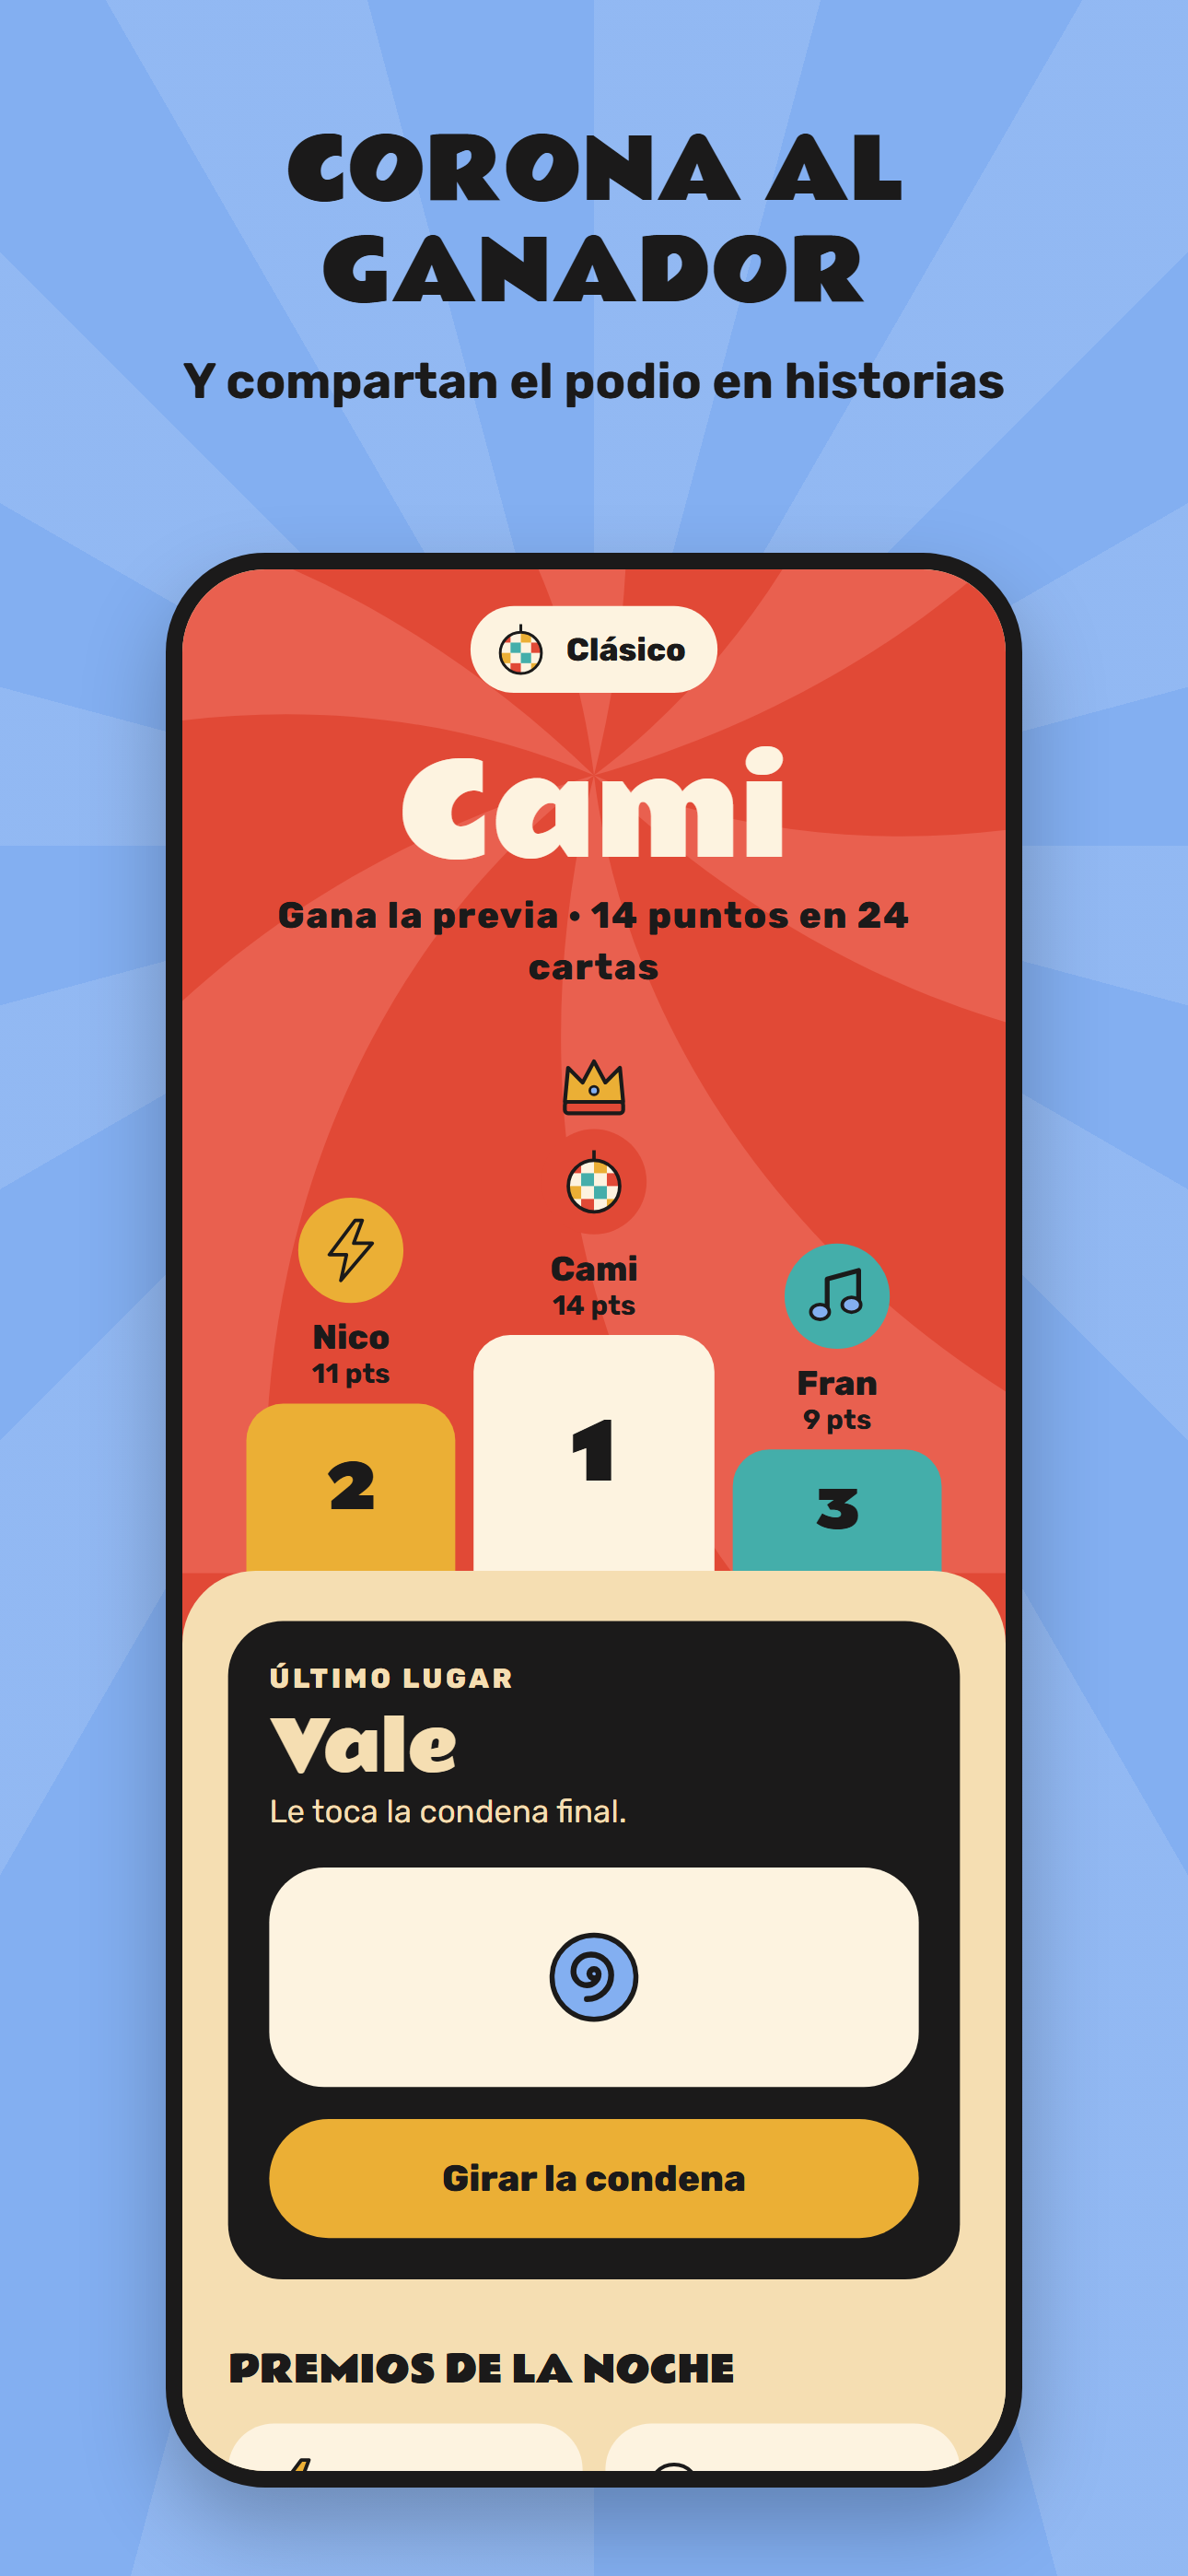 CORONA AL
GANADOR
Y compartan el podio en historias
Clásico
Cami
Gana la previa • 14 puntos en 24
cartas
Cami
14 pts
Nico
11 pts
Fran
9 pts
1
2
3
ÚLTIMO LUGAR
Vale
Le toca la condena final.
Girar la condena
PREMIOS DE LA NOCHE